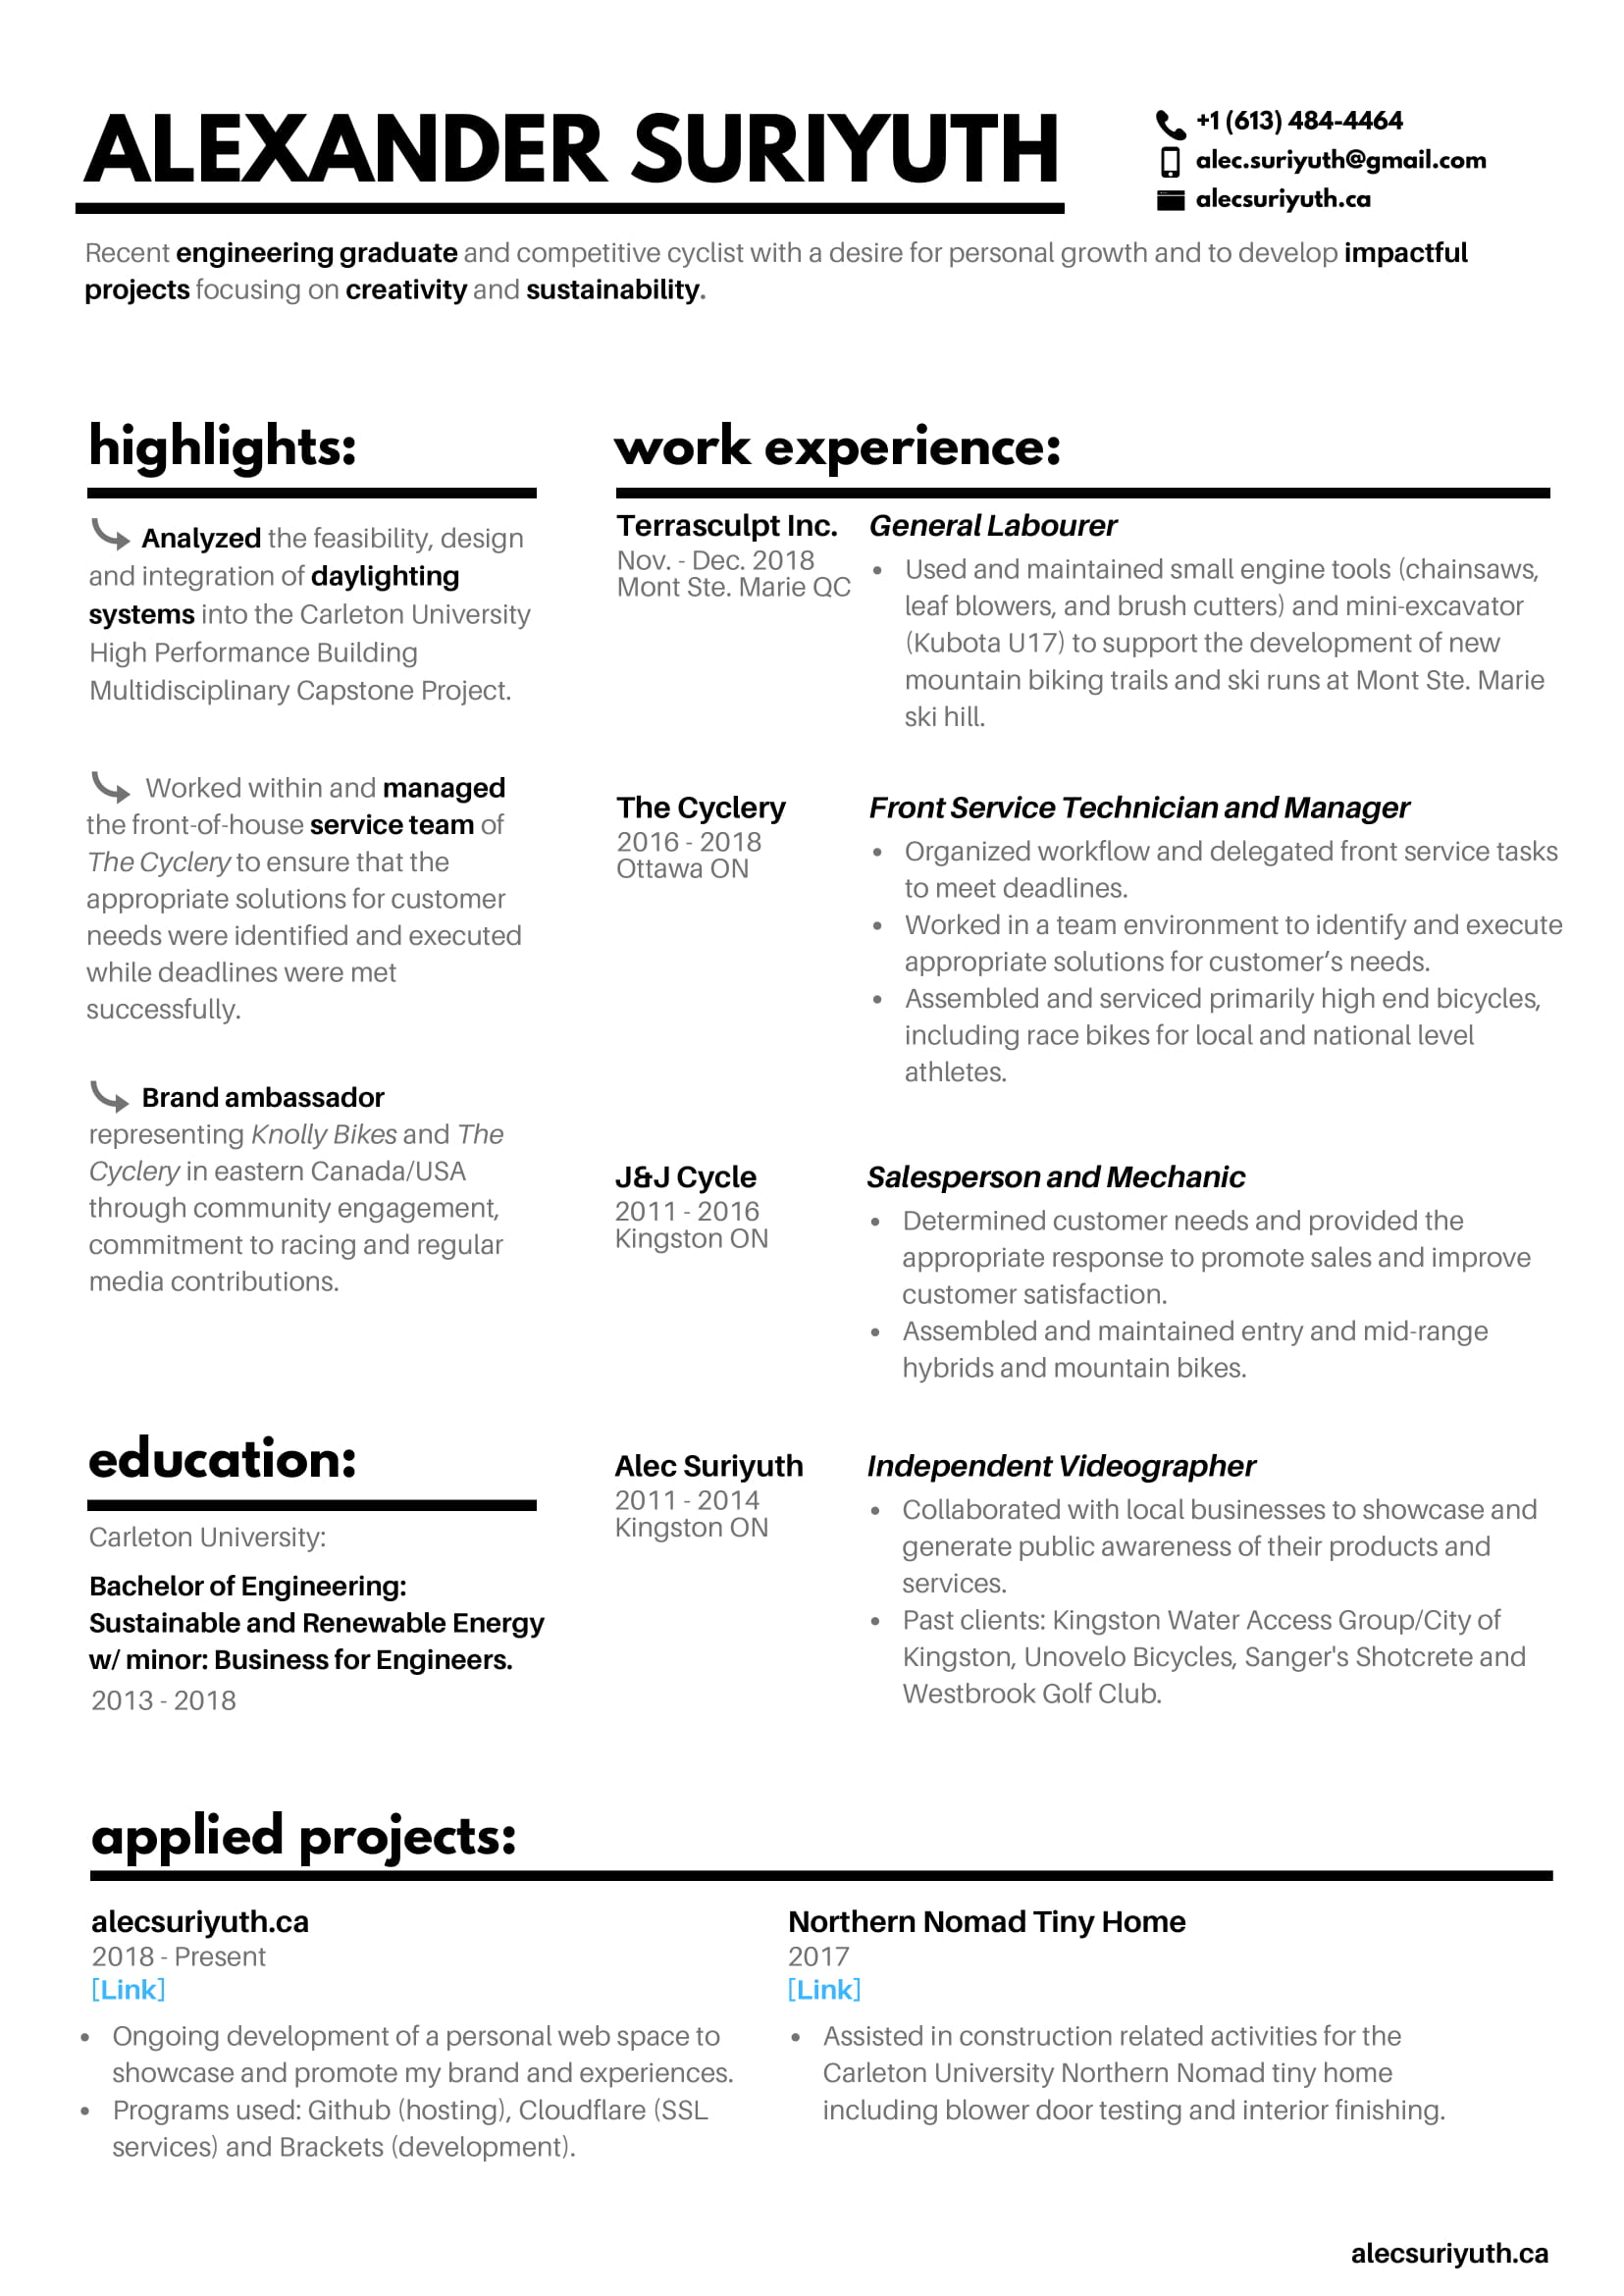 ALEXANDER SURIYUTH
+1 (613) 484-4464
alec.suriyuth@gmail.com
alecsuriyuth.ca
Recent engineering graduate and competitive cyclist with a desire for personal growth and to develop impactful
projects focusing on creativity and sustainability.
highlights:
Analyzed the feasibility, design
and integration of daylighting
systems into the Carleton University
High Performance Building
Multidisciplinary Capstone Project.
Worked within and managed
the front-of-house service team of
The Cyclery to ensure that the
appropriate solutions for customer
needs were identified and executed
while deadlines were met
successfully.
Brand ambassador
representing Knolly Bikes and The
Cyclery in eastern Canada/USA
through community engagement,
commitment to racing and regular
media contributions.
education:
Carleton University:
Bachelor of Engineering:
Sustainable and Renewable Energy
w/ minor: Business for Engineers.
2013 - 2018
work experience:
Terrasculpt Inc.
Nov. - Dec. 2018
Mont Ste. Marie QC
General Labourer
• Used and maintained small engine tools (chainsaws,
leaf blowers, and brush cutters) and mini-excavator
(Kubota U17) to support the development of new
mountain biking trails and ski runs at Mont Ste. Marie
ski hill.
The Cyclery
2016 - 2018
Ottawa ON
Front Service Technician and Manager
• Organized workflow and delegated front service tasks
to meet deadlines.
• Worked in a team environment to identify and execute
appropriate solutions for customer’s needs.
• Assembled and serviced primarily high end bicycles,
including race bikes for local and national level
athletes.
J&J Cycle
2011 - 2016
Kingston ON
Salesperson and Mechanic
• Determined customer needs and provided the
appropriate response to promote sales and improve
customer satisfaction.
• Assembled and maintained entry and mid-range
hybrids and mountain bikes.
Alec Suriyuth
2011 - 2014
Kingston ON
Independent Videographer
• Collaborated with local businesses to showcase and
generate public awareness of their products and
services.
• Past clients: Kingston Water Access Group/City of
Kingston, Unovelo Bicycles, Sanger's Shotcrete and
Westbrook Golf Club.
applied projects:
alecsuriyuth.ca
2018 - Present
[Link]
• Ongoing development of a personal web space to
showcase and promote my brand and experiences.
• Programs used: Github (hosting), Cloudflare (SSL
services) and Brackets (development).
Northern Nomad Tiny Home
2017
[Link]
• Assisted in construction related activities for the
Carleton University Northern Nomad tiny home
including blower door testing and interior finishing.
alecsuriyuth.ca